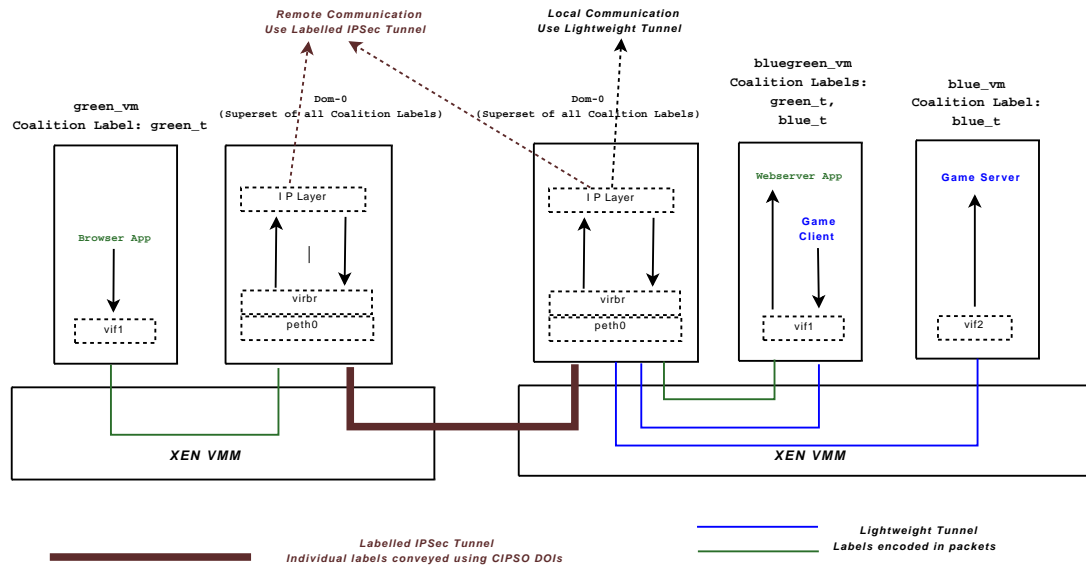 Remote Communication
Use Labelled IPSec Tunnel
Local Communication
Use Lightweight Tunnel
green_vm
Coalition Label: green_t
Dom-0
(Superset of all Coalition Labels)
Dom-0
(Superset of all Coalition Labels)
bluegreen_vm
Coalition Labels:
green_t,
blue_t
blue_vm
Coalition Label:
blue_t
Browser App
vif1
I P Layer
virbr
peth0
I P Layer
virbr
peth0
Webserver App
Game
Client
vif1
Game Server
vif2
XEN VMM
XEN VMM
Labelled IPSec Tunnel
Individual labels conveyed using CIPSO DOIs
Lightweight Tunnel
Labels encoded in packets